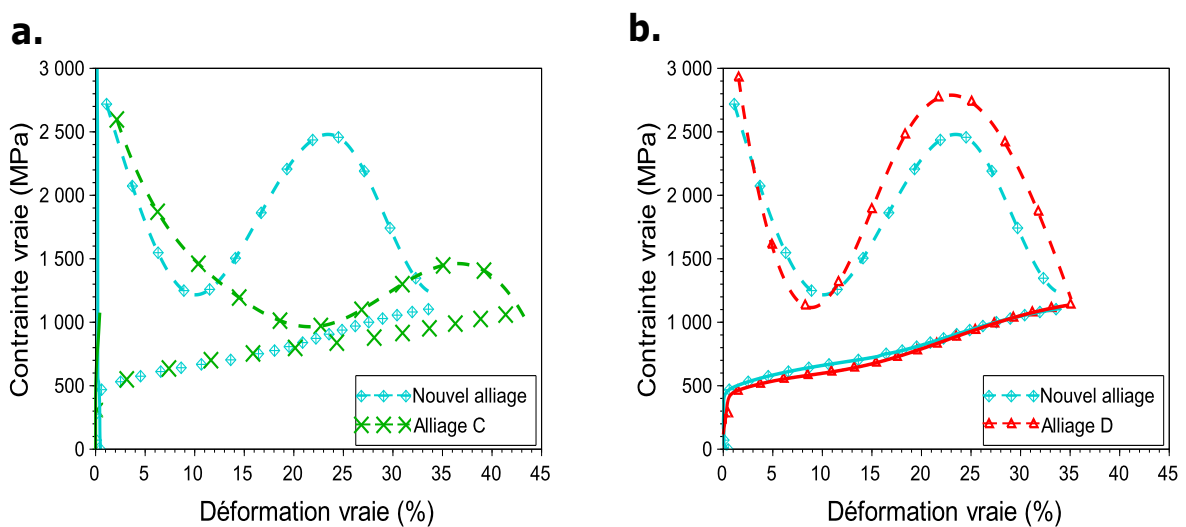 a.
Contrainte vraie (MPa)
3 000
2 500
2 000
1 500
1 000
500
0
0 5 10 15 20 25 30 35 40 45
Déformation vraie (%)
Nouvel alliage
Alliage C
b.
Contrainte vraie (MPa)
3 000
2 500
2 000
1 500
1 000
500
0
0 5 10 15 20 25 30 35 40 45
Déformation vraie (%)
Nouvel alliage
Alliage D